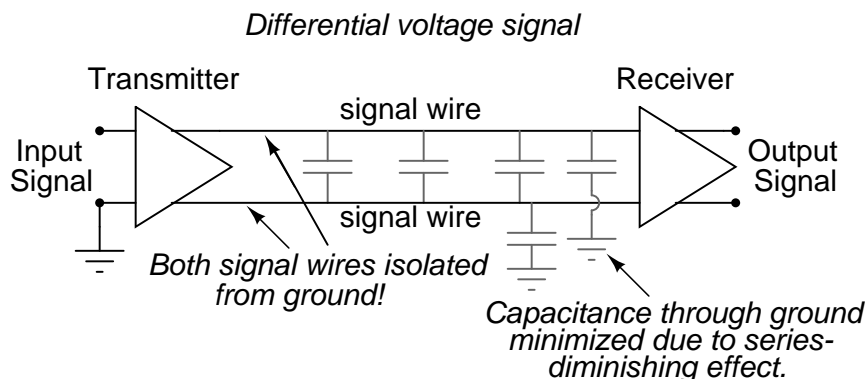 Differential voltage signal
Transmitter
Receiver
signal wire
Input
Signal
Output
Signal
signal wire
Both signal wires isolated
from ground!
Capacitance through ground
minimized due to series-
diminishing effect.